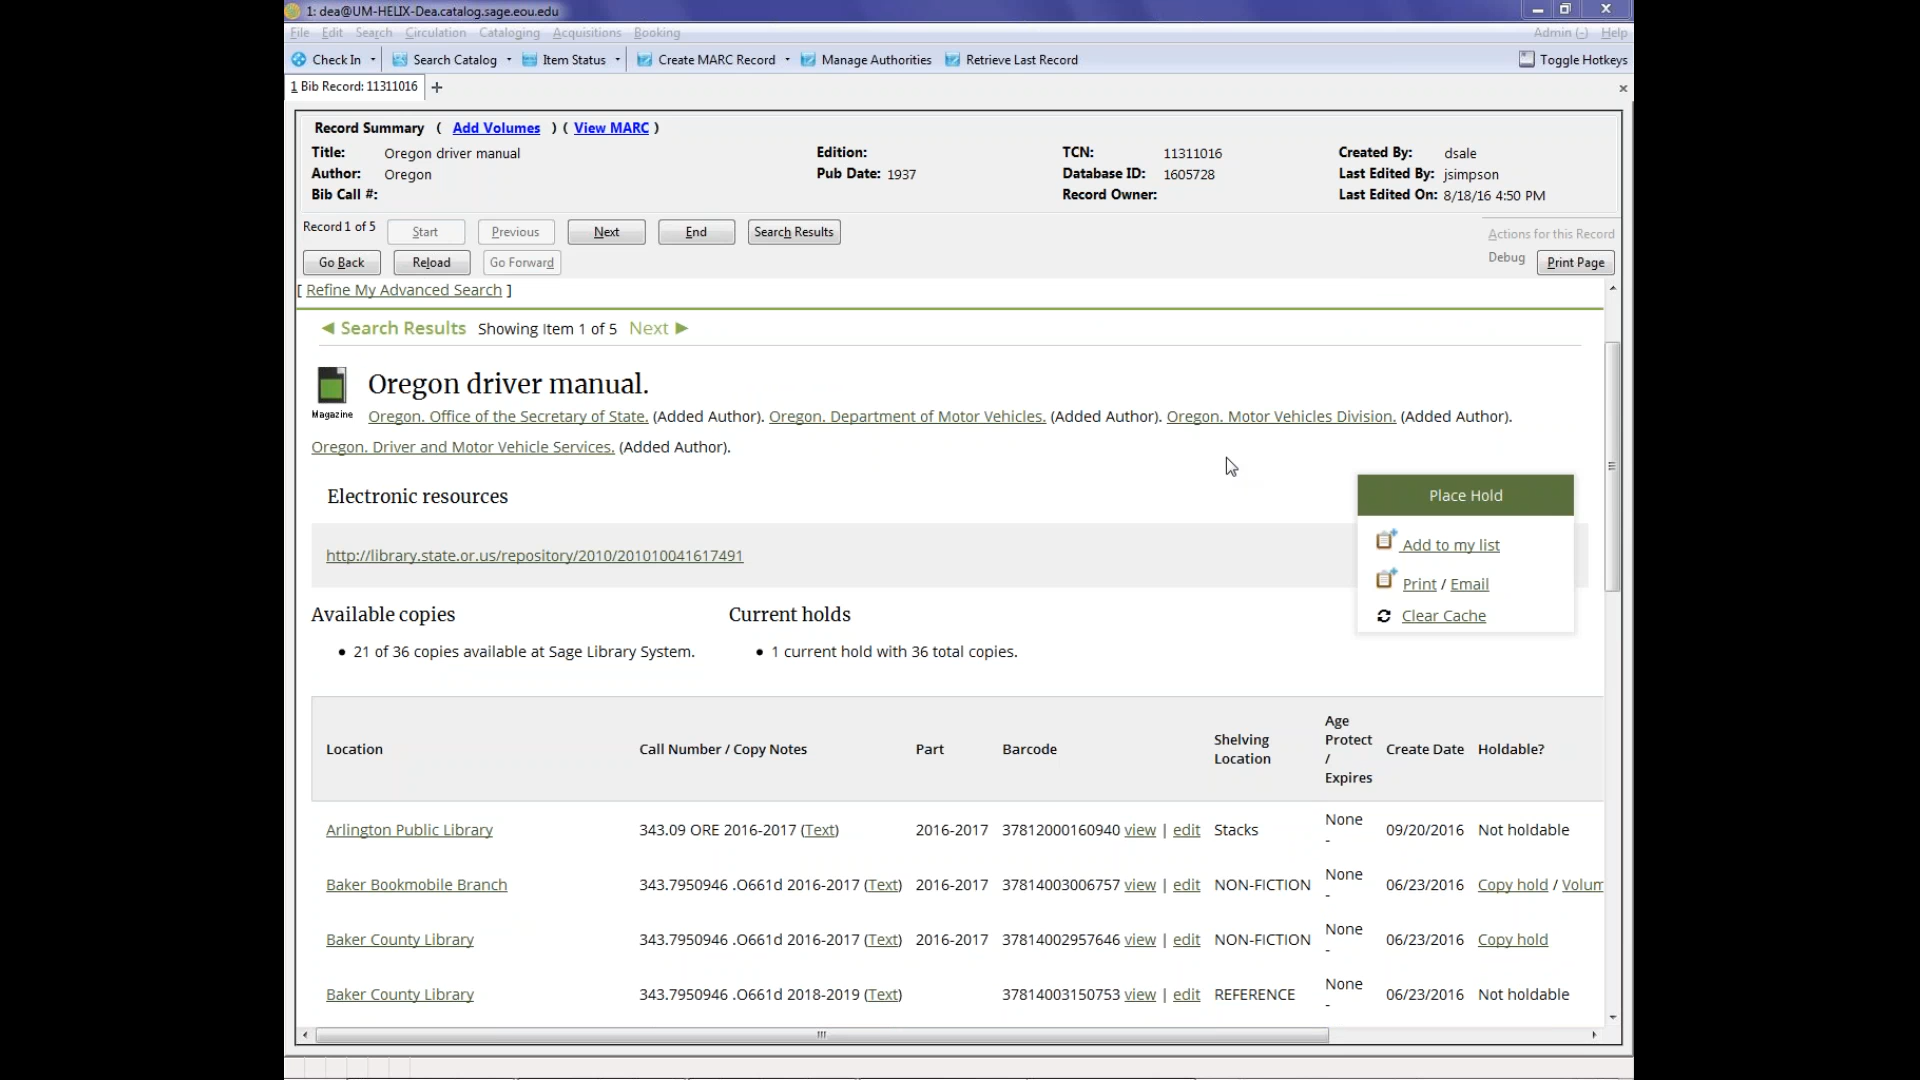 1: dea@UM-HELIX-Dea.catalog.sage.eou.edu
File Edit Search Circulation Cataloging Acquisitions Booking Admin (-) Help
Check In Search Catalog Item Status Create MARC Record Manage Authorities Retrieve Last Record Toggle Hotkeys
1 Bib Record: 11311016 +
Record Summary ( Add Volumes ) ( View MARC )
Title: Oregon driver manual Edition: TCN: 11311016 Created By: dsale
Author: Oregon Pub Date: 1937 Database ID: 1605728 Last Edited By: jsimpson
Bib Call #: Record Owner: Last Edited On: 8/18/16 4:50 PM
Record 1 of 5 Start Previous Next End Search Results Actions for this Record
Go Back Reload Go Forward Debug Print Page
[ Refine My Advanced Search ]
◀ Search Results Showing Item 1 of 5 Next ▶
Oregon driver manual.
Magazine Oregon. Office of the Secretary of State. (Added Author). Oregon. Department of Motor Vehicles. (Added Author). Oregon. Motor Vehicles Division. (Added Author).
Oregon. Driver and Motor Vehicle Services. (Added Author).
Electronic resources
Place Hold
http://library.state.or.us/repository/2010/201010041617491
Add to my list
Print / Email
Clear Cache
Available copies Current holds
• 21 of 36 copies available at Sage Library System. • 1 current hold with 36 total copies.
Location Call Number / Copy Notes Part Barcode Shelving Location Age Protect / Expires Create Date Holdable?
Arlington Public Library 343.09 ORE 2016-2017 (Text) 2016-2017 37812000160940 view | edit Stacks None - 09/20/2016 Not holdable
Baker Bookmobile Branch 343.7950946 .O661d 2016-2017 (Text) 2016-2017 37814003006757 view | edit NON-FICTION None - 06/23/2016 Copy hold / Volum
Baker County Library 343.7950946 .O661d 2016-2017 (Text) 2016-2017 37814002957646 view | edit NON-FICTION None - 06/23/2016 Copy hold
Baker County Library 343.7950946 .O661d 2018-2019 (Text) 37814003150753 view | edit REFERENCE None - 06/23/2016 Not holdable